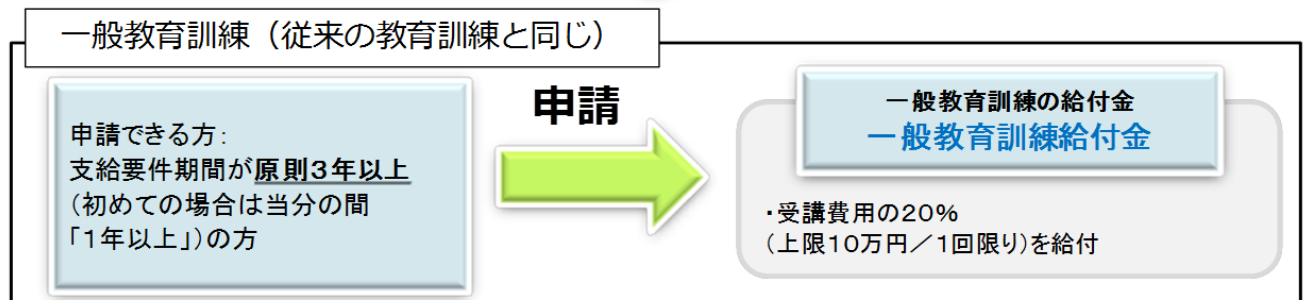 一般教育訓練（従来の教育訓練と同じ）
申請できる方：
支給要件期間が原則３年以上
（初めての場合は当分の間
「１年以上」）の方
申請
一般教育訓練の給付金
一般教育訓練給付金
・受講費用の２０％
（上限１０万円／１回限り）を給付